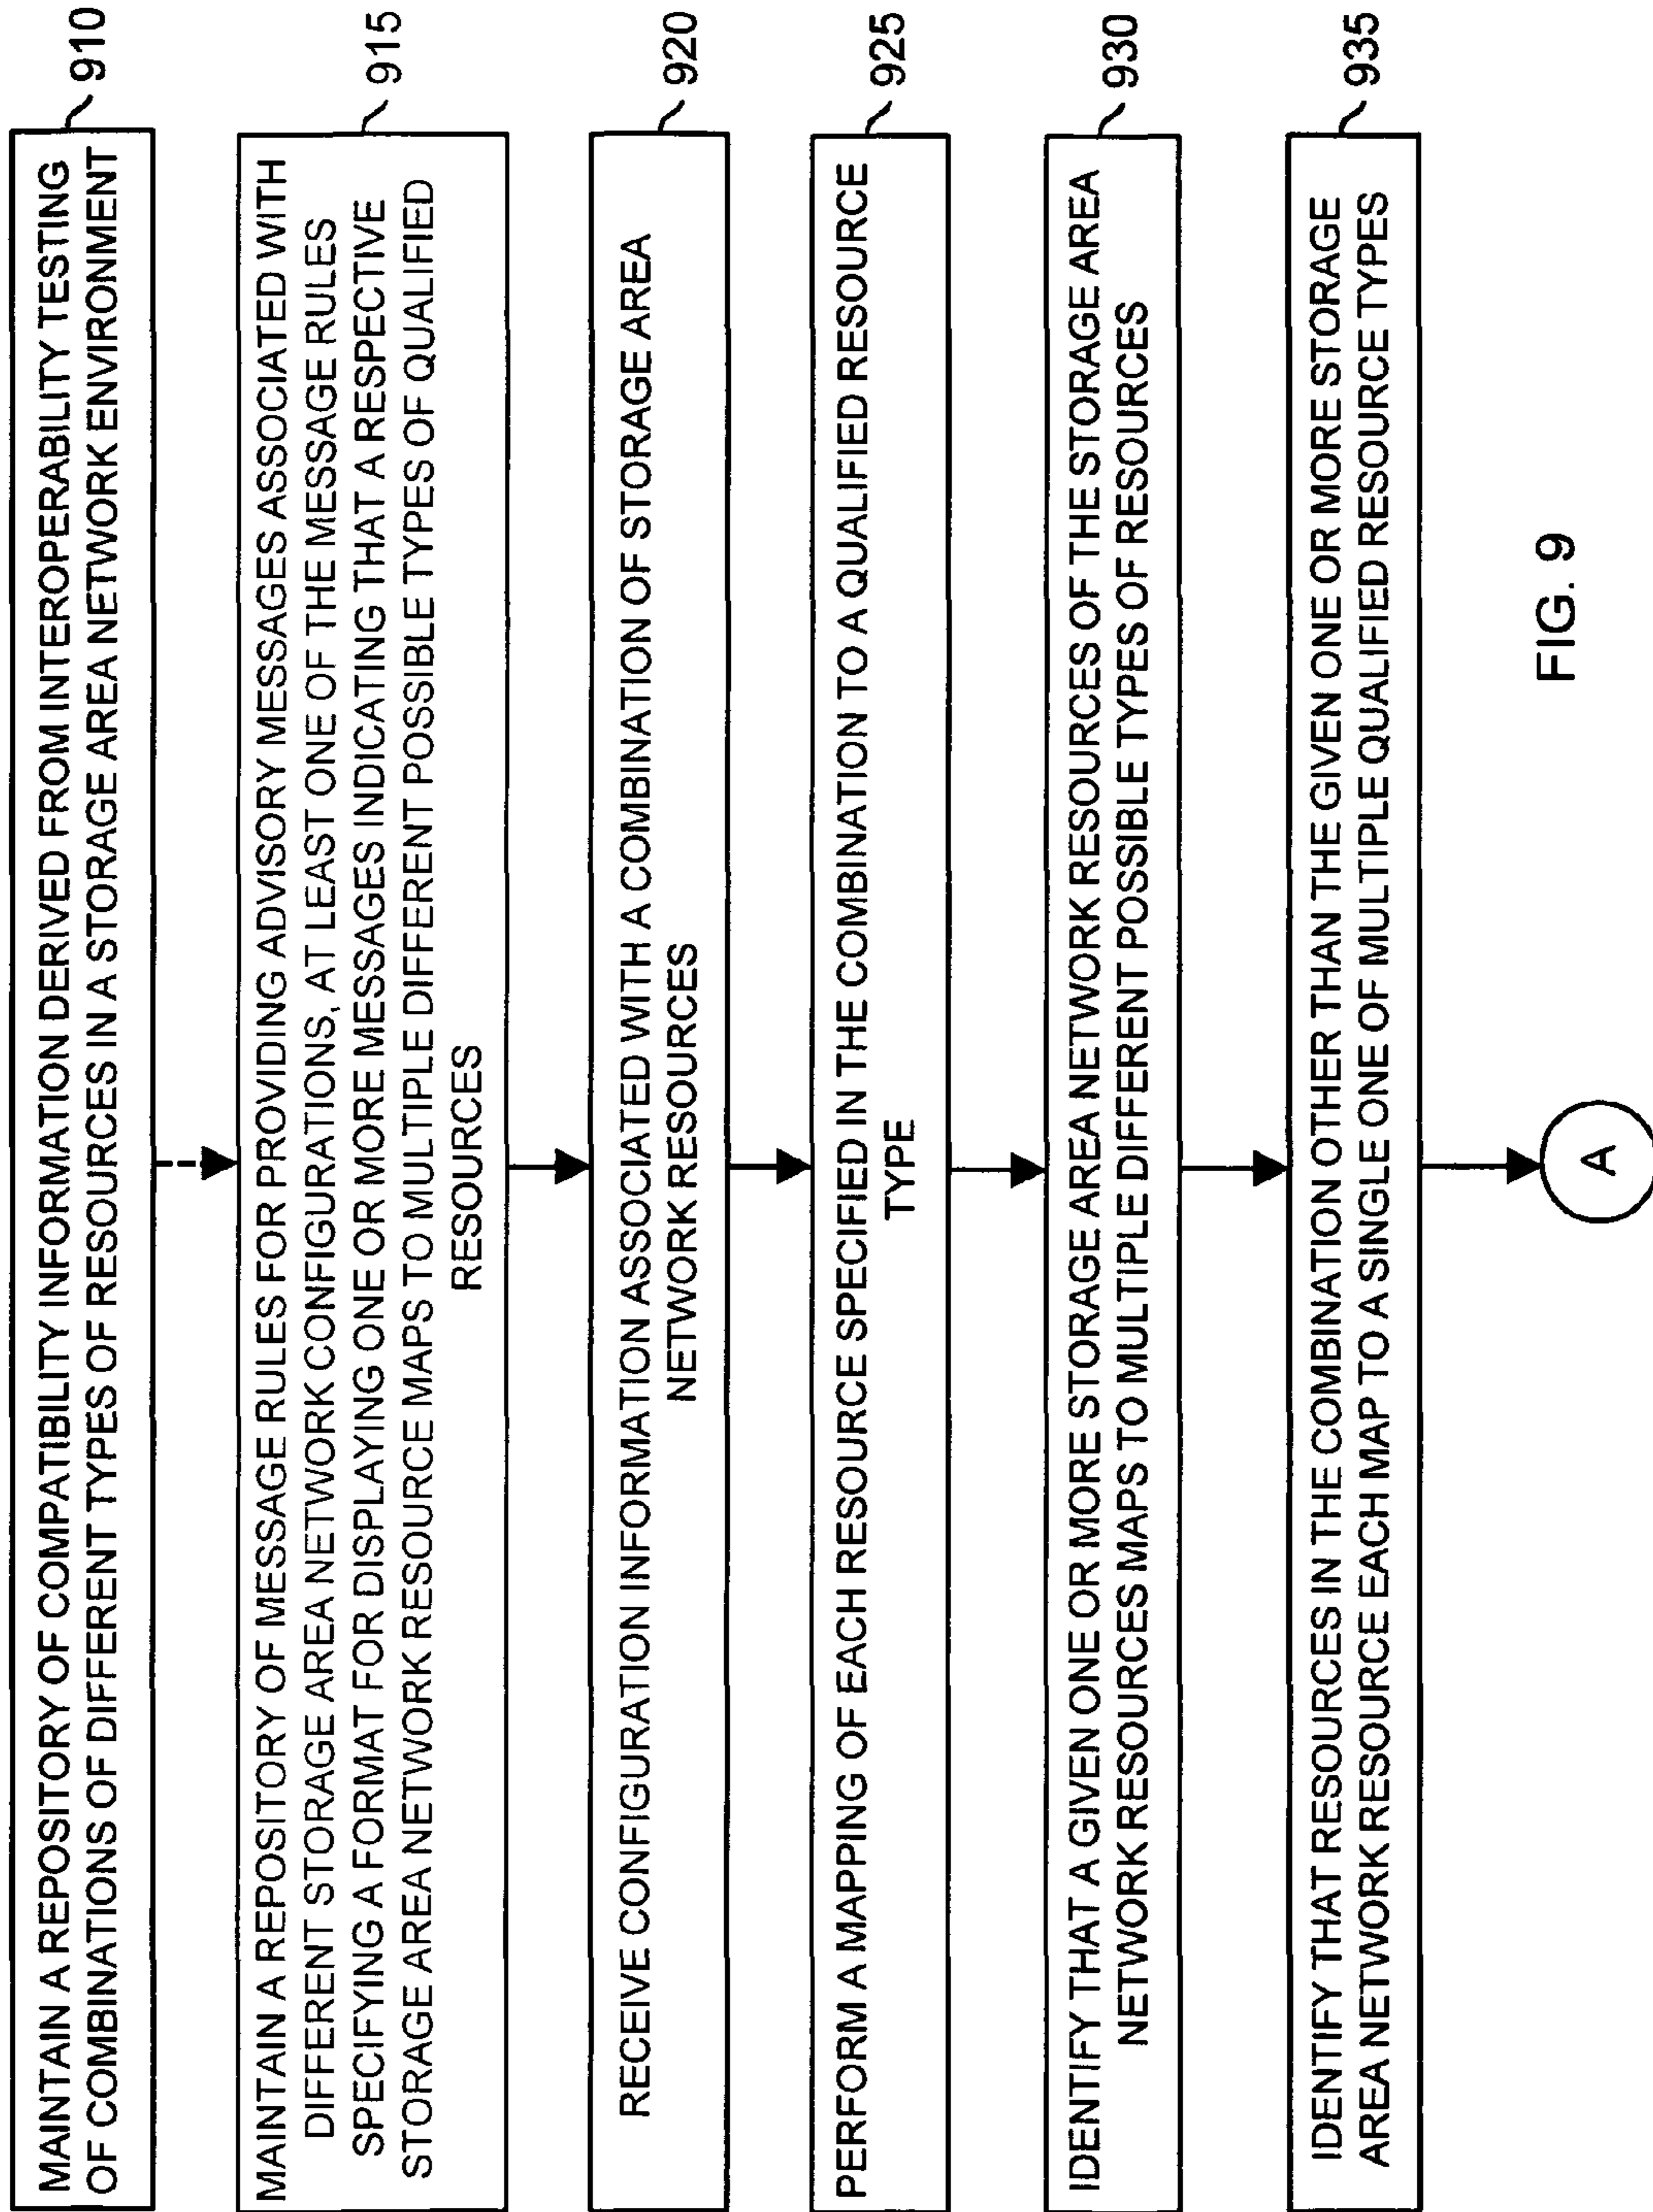 MAINTAIN A REPOSITORY OF COMPATIBILITY INFORMATION DERIVED FROM INTEROPERABILITY TESTING
OF COMBINATIONS OF DIFFERENT TYPES OF RESOURCES IN A STORAGE AREA NETWORK ENVIRONMENT
910
MAINTAIN A REPOSITORY OF MESSAGE RULES FOR PROVIDING ADVISORY MESSAGES ASSOCIATED WITH
DIFFERENT STORAGE AREA NETWORK CONFIGURATIONS, AT LEAST ONE OF THE MESSAGE RULES
SPECIFYING A FORMAT FOR DISPLAYING ONE OR MORE MESSAGES INDICATING THAT A RESPECTIVE
STORAGE AREA NETWORK RESOURCE MAPS TO MULTIPLE DIFFERENT POSSIBLE TYPES OF QUALIFIED
RESOURCES
915
RECEIVE CONFIGURATION INFORMATION ASSOCIATED WITH A COMBINATION OF STORAGE AREA
NETWORK RESOURCES
920
PERFORM A MAPPING OF EACH RESOURCE SPECIFIED IN THE COMBINATION TO A QUALIFIED RESOURCE
TYPE
925
IDENTIFY THAT A GIVEN ONE OR MORE STORAGE AREA NETWORK RESOURCES OF THE STORAGE AREA
NETWORK RESOURCES MAPS TO MULTIPLE DIFFERENT POSSIBLE TYPES OF RESOURCES
930
IDENTIFY THAT RESOURCES IN THE COMBINATION OTHER THAN THE GIVEN ONE OR MORE STORAGE
AREA NETWORK RESOURCE EACH MAP TO A SINGLE ONE OF MULTIPLE QUALIFIED RESOURCE TYPES
935
A
FIG. 9